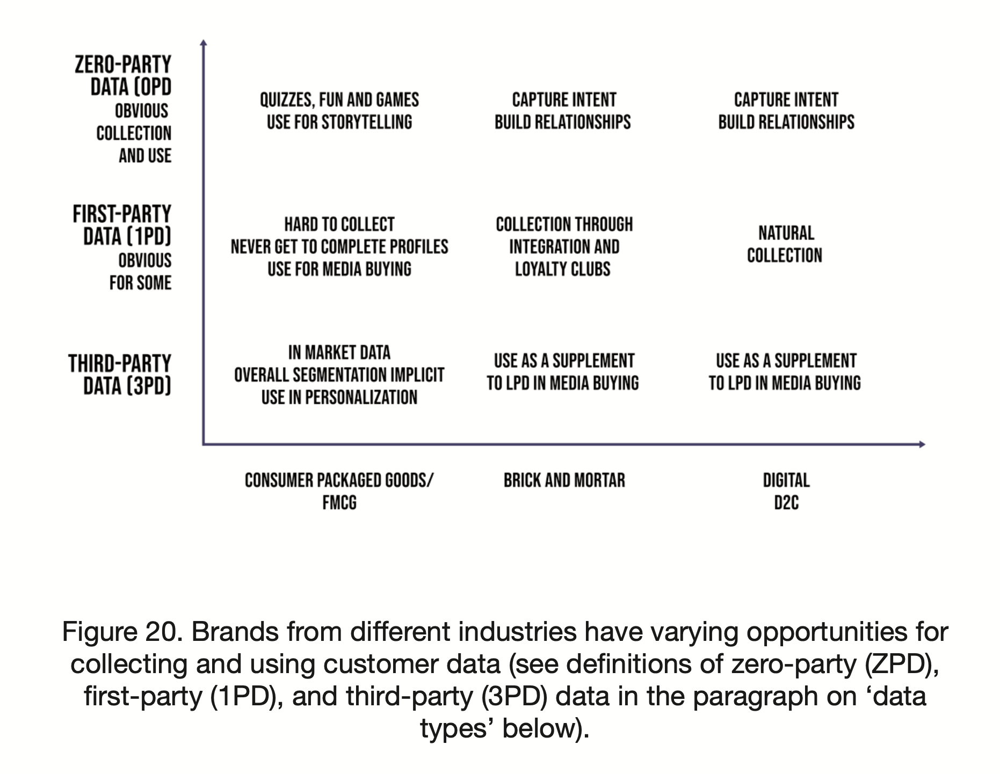 ZERO-PARTY
DATA (0PD
OBVIOUS
COLLECTION
AND USE
QUIZZES, FUN AND GAMES
USE FOR STORYTELLING
CAPTURE INTENT
BUILD RELATIONSHIPS
CAPTURE INTENT
BUILD RELATIONSHIPS
FIRST-PARTY
DATA (1PD)
OBVIOUS
FOR SOME
HARD TO COLLECT
NEVER GET TO COMPLETE PROFILES
USE FOR MEDIA BUYING
COLLECTION THROUGH
INTEGRATION AND
LOYALTY CLUBS
NATURAL
COLLECTION
THIRD-PARTY
DATA (3PD)
IN MARKET DATA
OVERALL SEGMENTATION IMPLICIT
USE IN PERSONALIZATION
USE AS A SUPPLEMENT
TO LPD IN MEDIA BUYING
USE AS A SUPPLEMENT
TO LPD IN MEDIA BUYING
CONSUMER PACKAGED GOODS/
FMCG
BRICK AND MORTAR
DIGITAL
D2C
Figure 20. Brands from different industries have varying opportunities for
collecting and using customer data (see definitions of zero-party (ZPD),
first-party (1PD), and third-party (3PD) data in the paragraph on ‘data
types’ below).